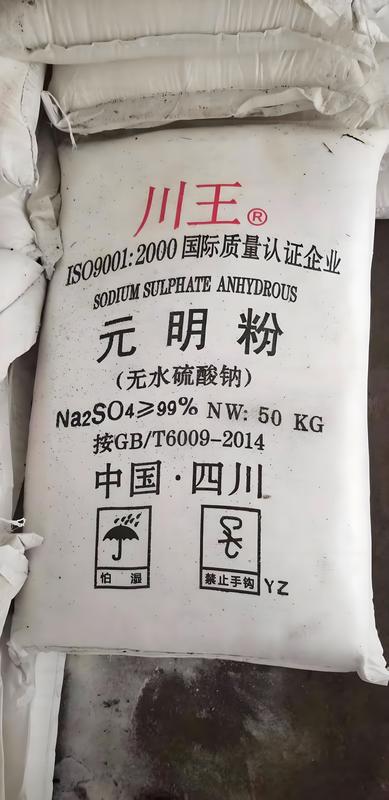 川王®
ISO9001:2000 国际质量认证企业
SODIUM SULPHATE ANHYDROUS
元明粉
（无水硫酸钠）
Na2SO4≥99% NW: 50 KG
按GB/T6009-2014
中国·四川
怕湿
禁止手钩
YZ